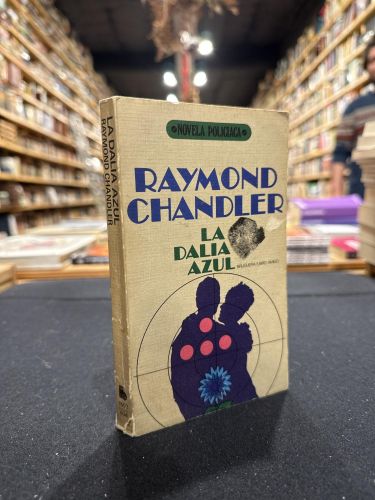 NOVELA POLICIACA
RAYMOND
CHANDLER
LA
DALIA
AZUL
LA DALIA AZUL
RAYMOND CHANDLER